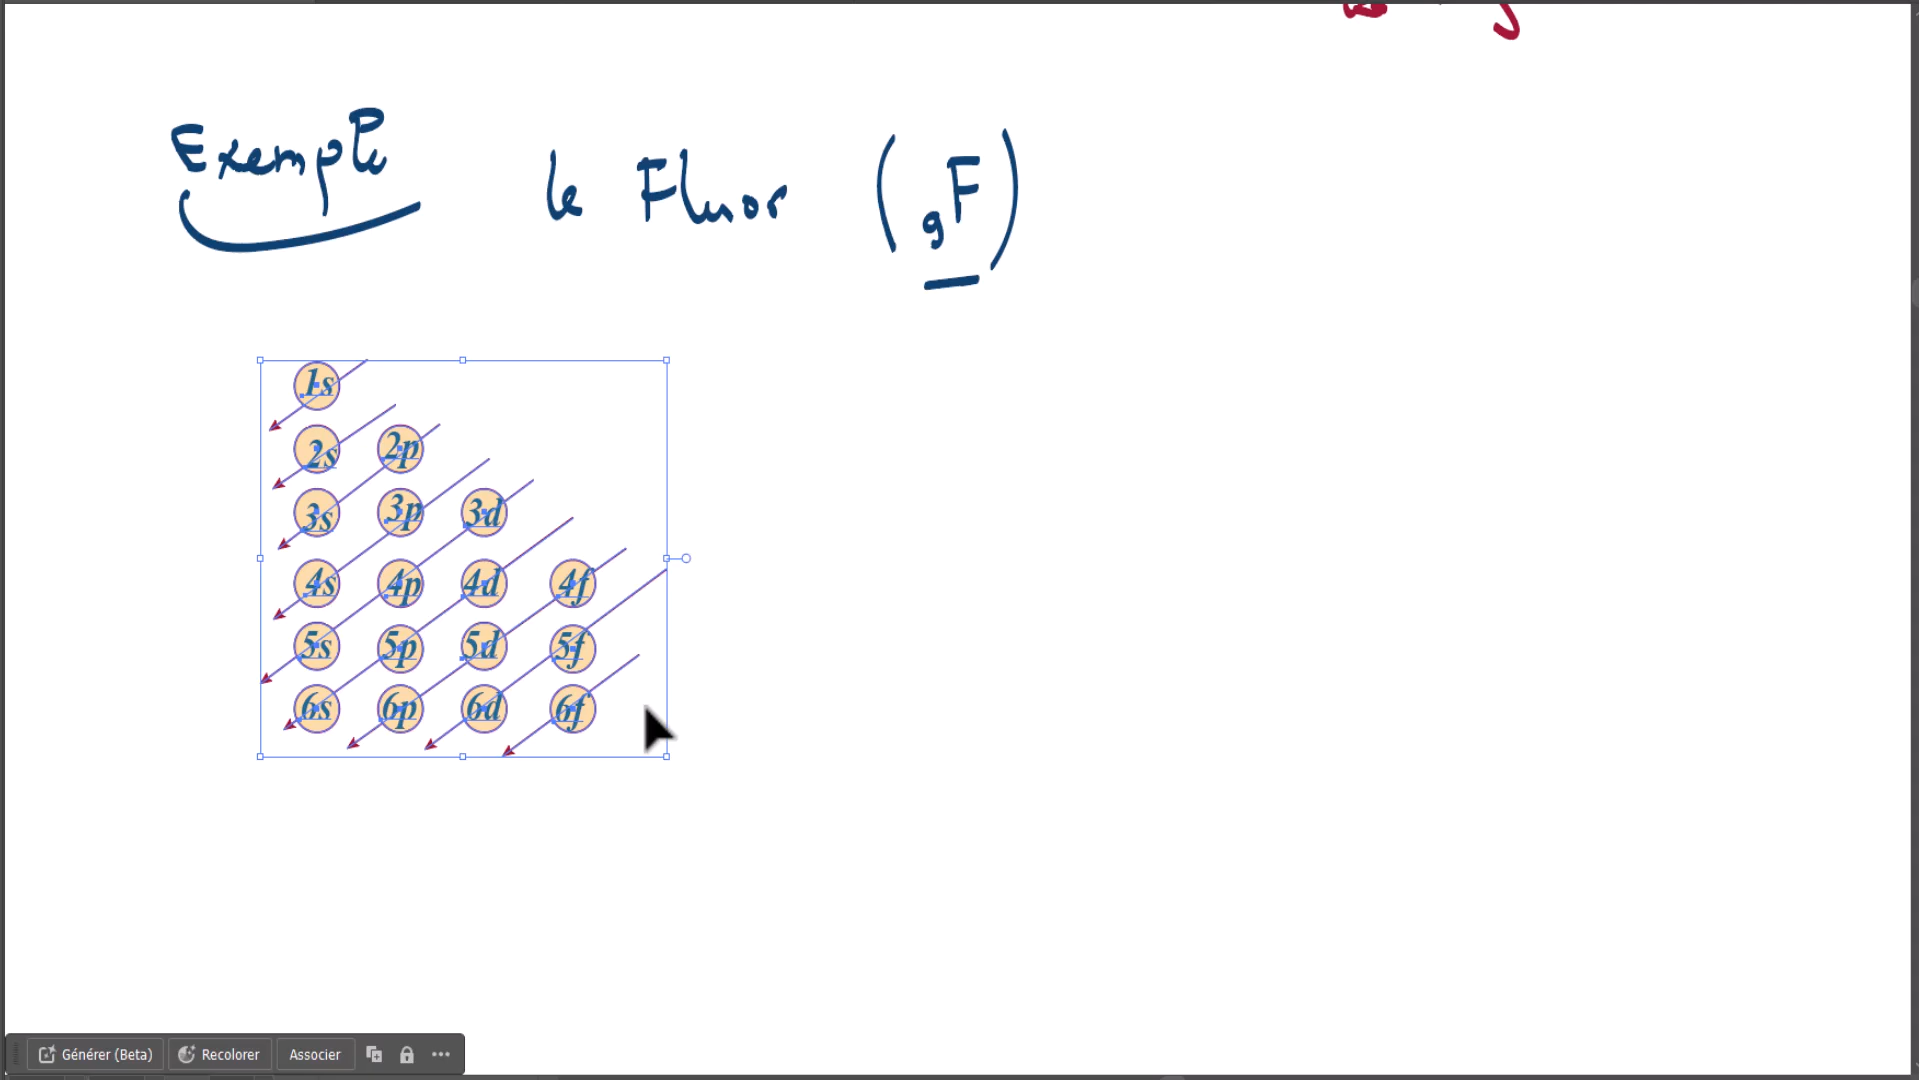 Exemple le Fluor (9F)
1s
2s 2p
3s 3p 3d
4s 4p 4d 4f
5s 5p 5d 5f
6s 6p 6d 6f
Générer (Beta) Recolorer Associer